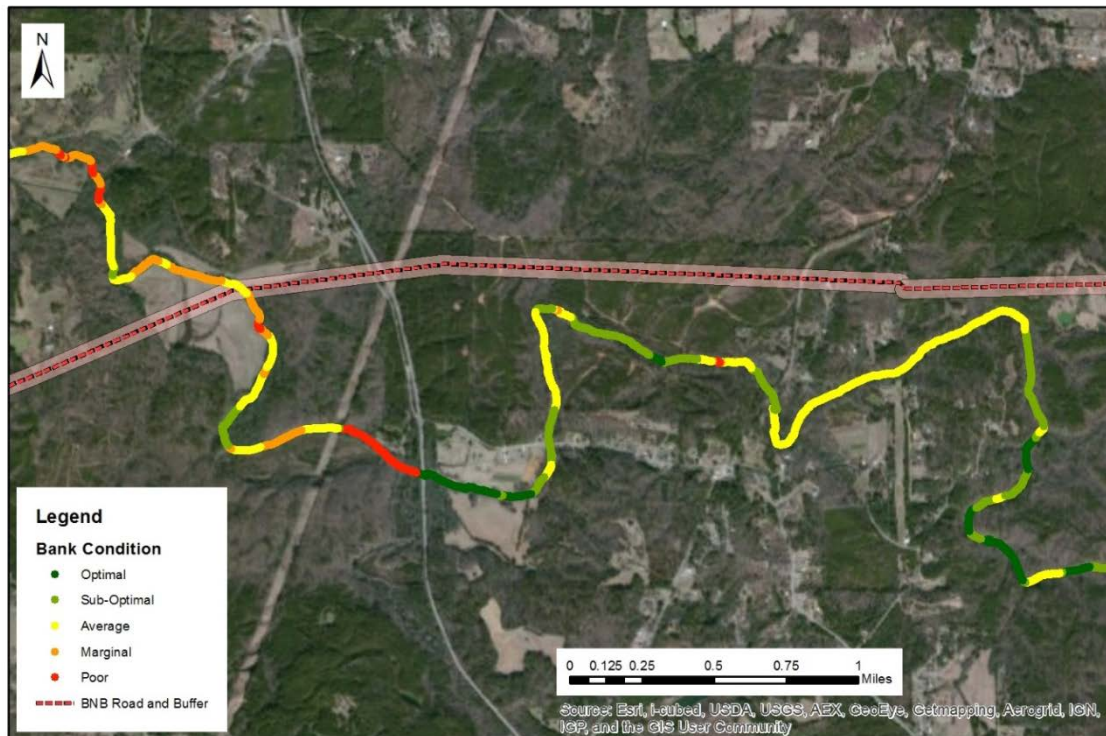 N
Legend
Bank Condition
Optimal
Sub-Optimal
Average
Marginal
Poor
BNB Road and Buffer
0 0.125 0.25 0.5 0.75 1
Miles
Source: Esri, i-cubed, USDA, USGS, AEX, GeoEye, Getmapping, Aerogrid, IGN,
IGP, and the GIS User Community